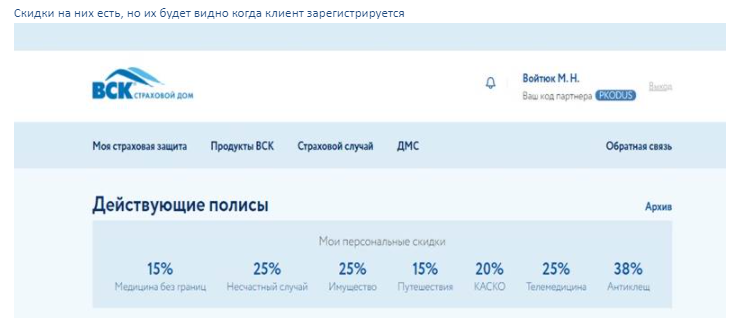 Скидки на них есть, но их будет видно когда клиент зарегистрируется
ВСК СТРАХОВОЙ ДОМ
Войтюк М. Н.
Ваш код партнера PKODUS
Выход
Моя страховая защита Продукты ВСК Страховой случай ДМС Обратная связь
Действующие полисы Архив
Мои персональные скидки
15% 25% 25% 15% 20% 25% 38%
Медицина без границ Несчастный случай Имущество Путешествия КАСКО Телемедицина Антиклещ